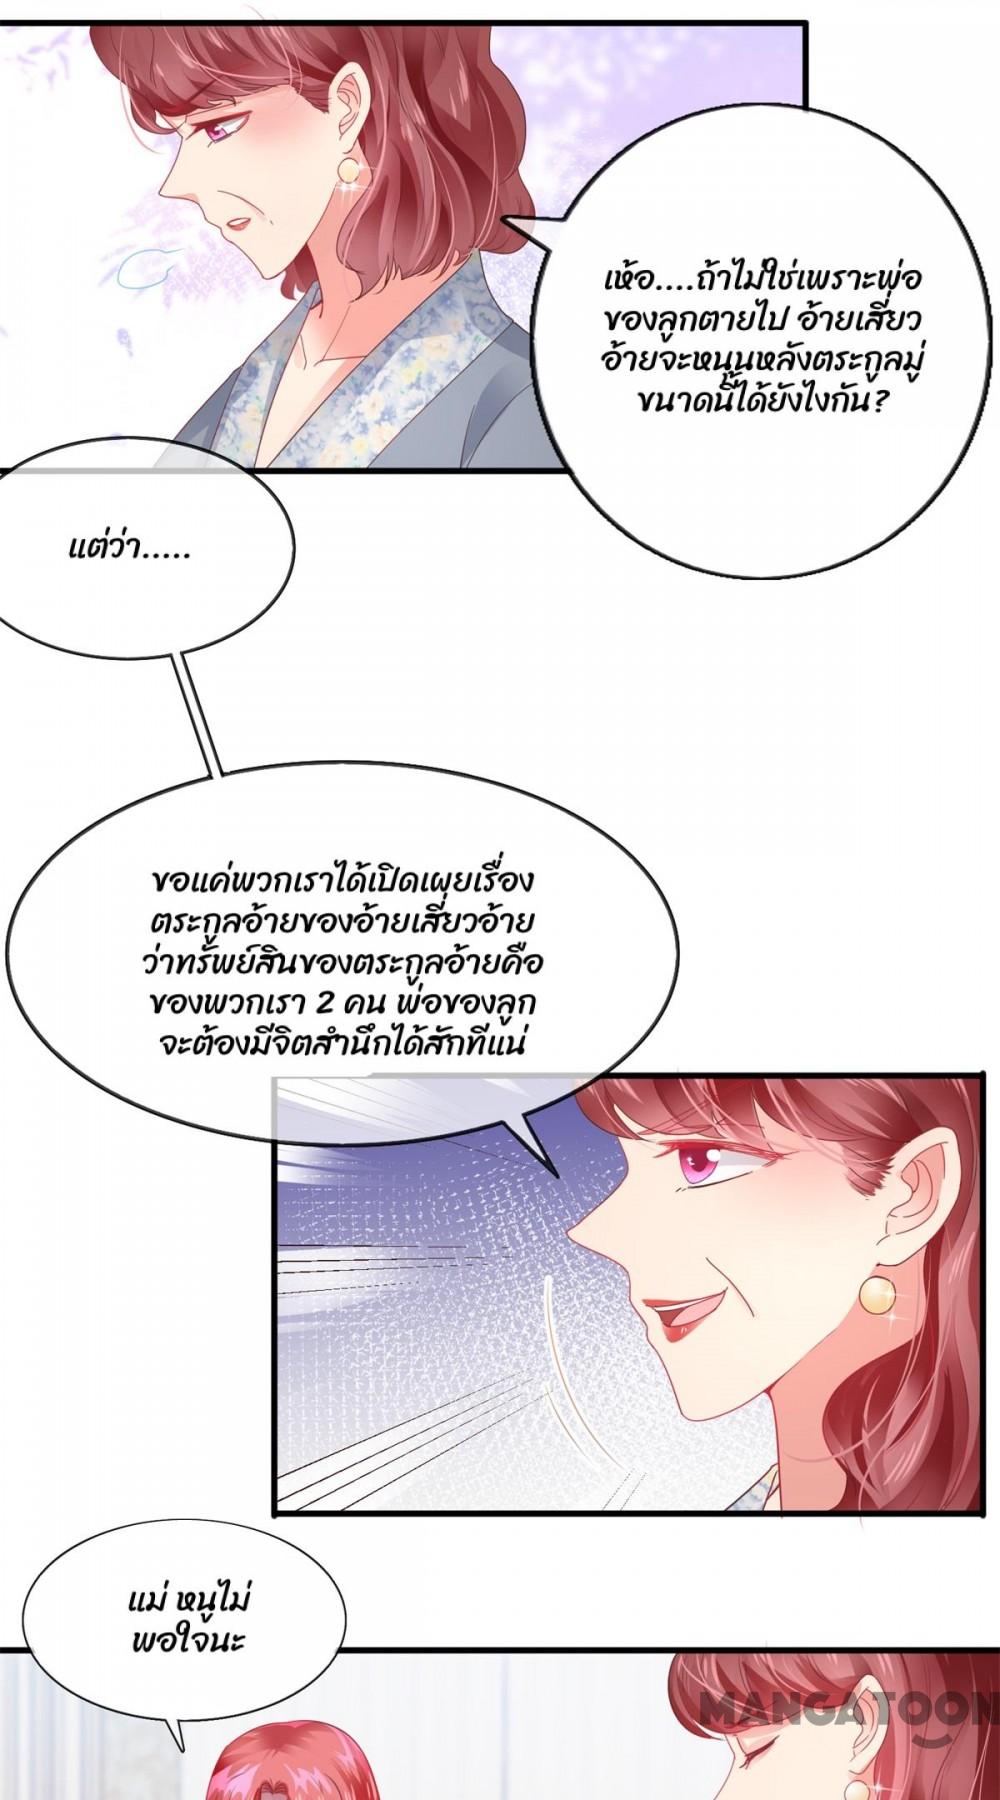 เห้อ....ถ้าไม่ใช่เพราะพ่อ
ของลูกตายไป อ้ายเสี่ยว
อ้ายจะหนุนหลังตระกูลมู่
ขนาดนี้ได้ยังไงกัน?
แต่ว่า.....
ขอแค่พวกเราได้เปิดเผยเรื่อง
ตระกูลอ้ายของอ้ายเสี่ยวอ้าย
ว่าทรัพย์สินของตระกูลอ้ายคือ
ของพวกเรา 2 คน พ่อของลูก
จะต้องมีจิตสำนึกได้สักทีแน่
แม่ หนูไม่
พอใจนะ
MANGATOON